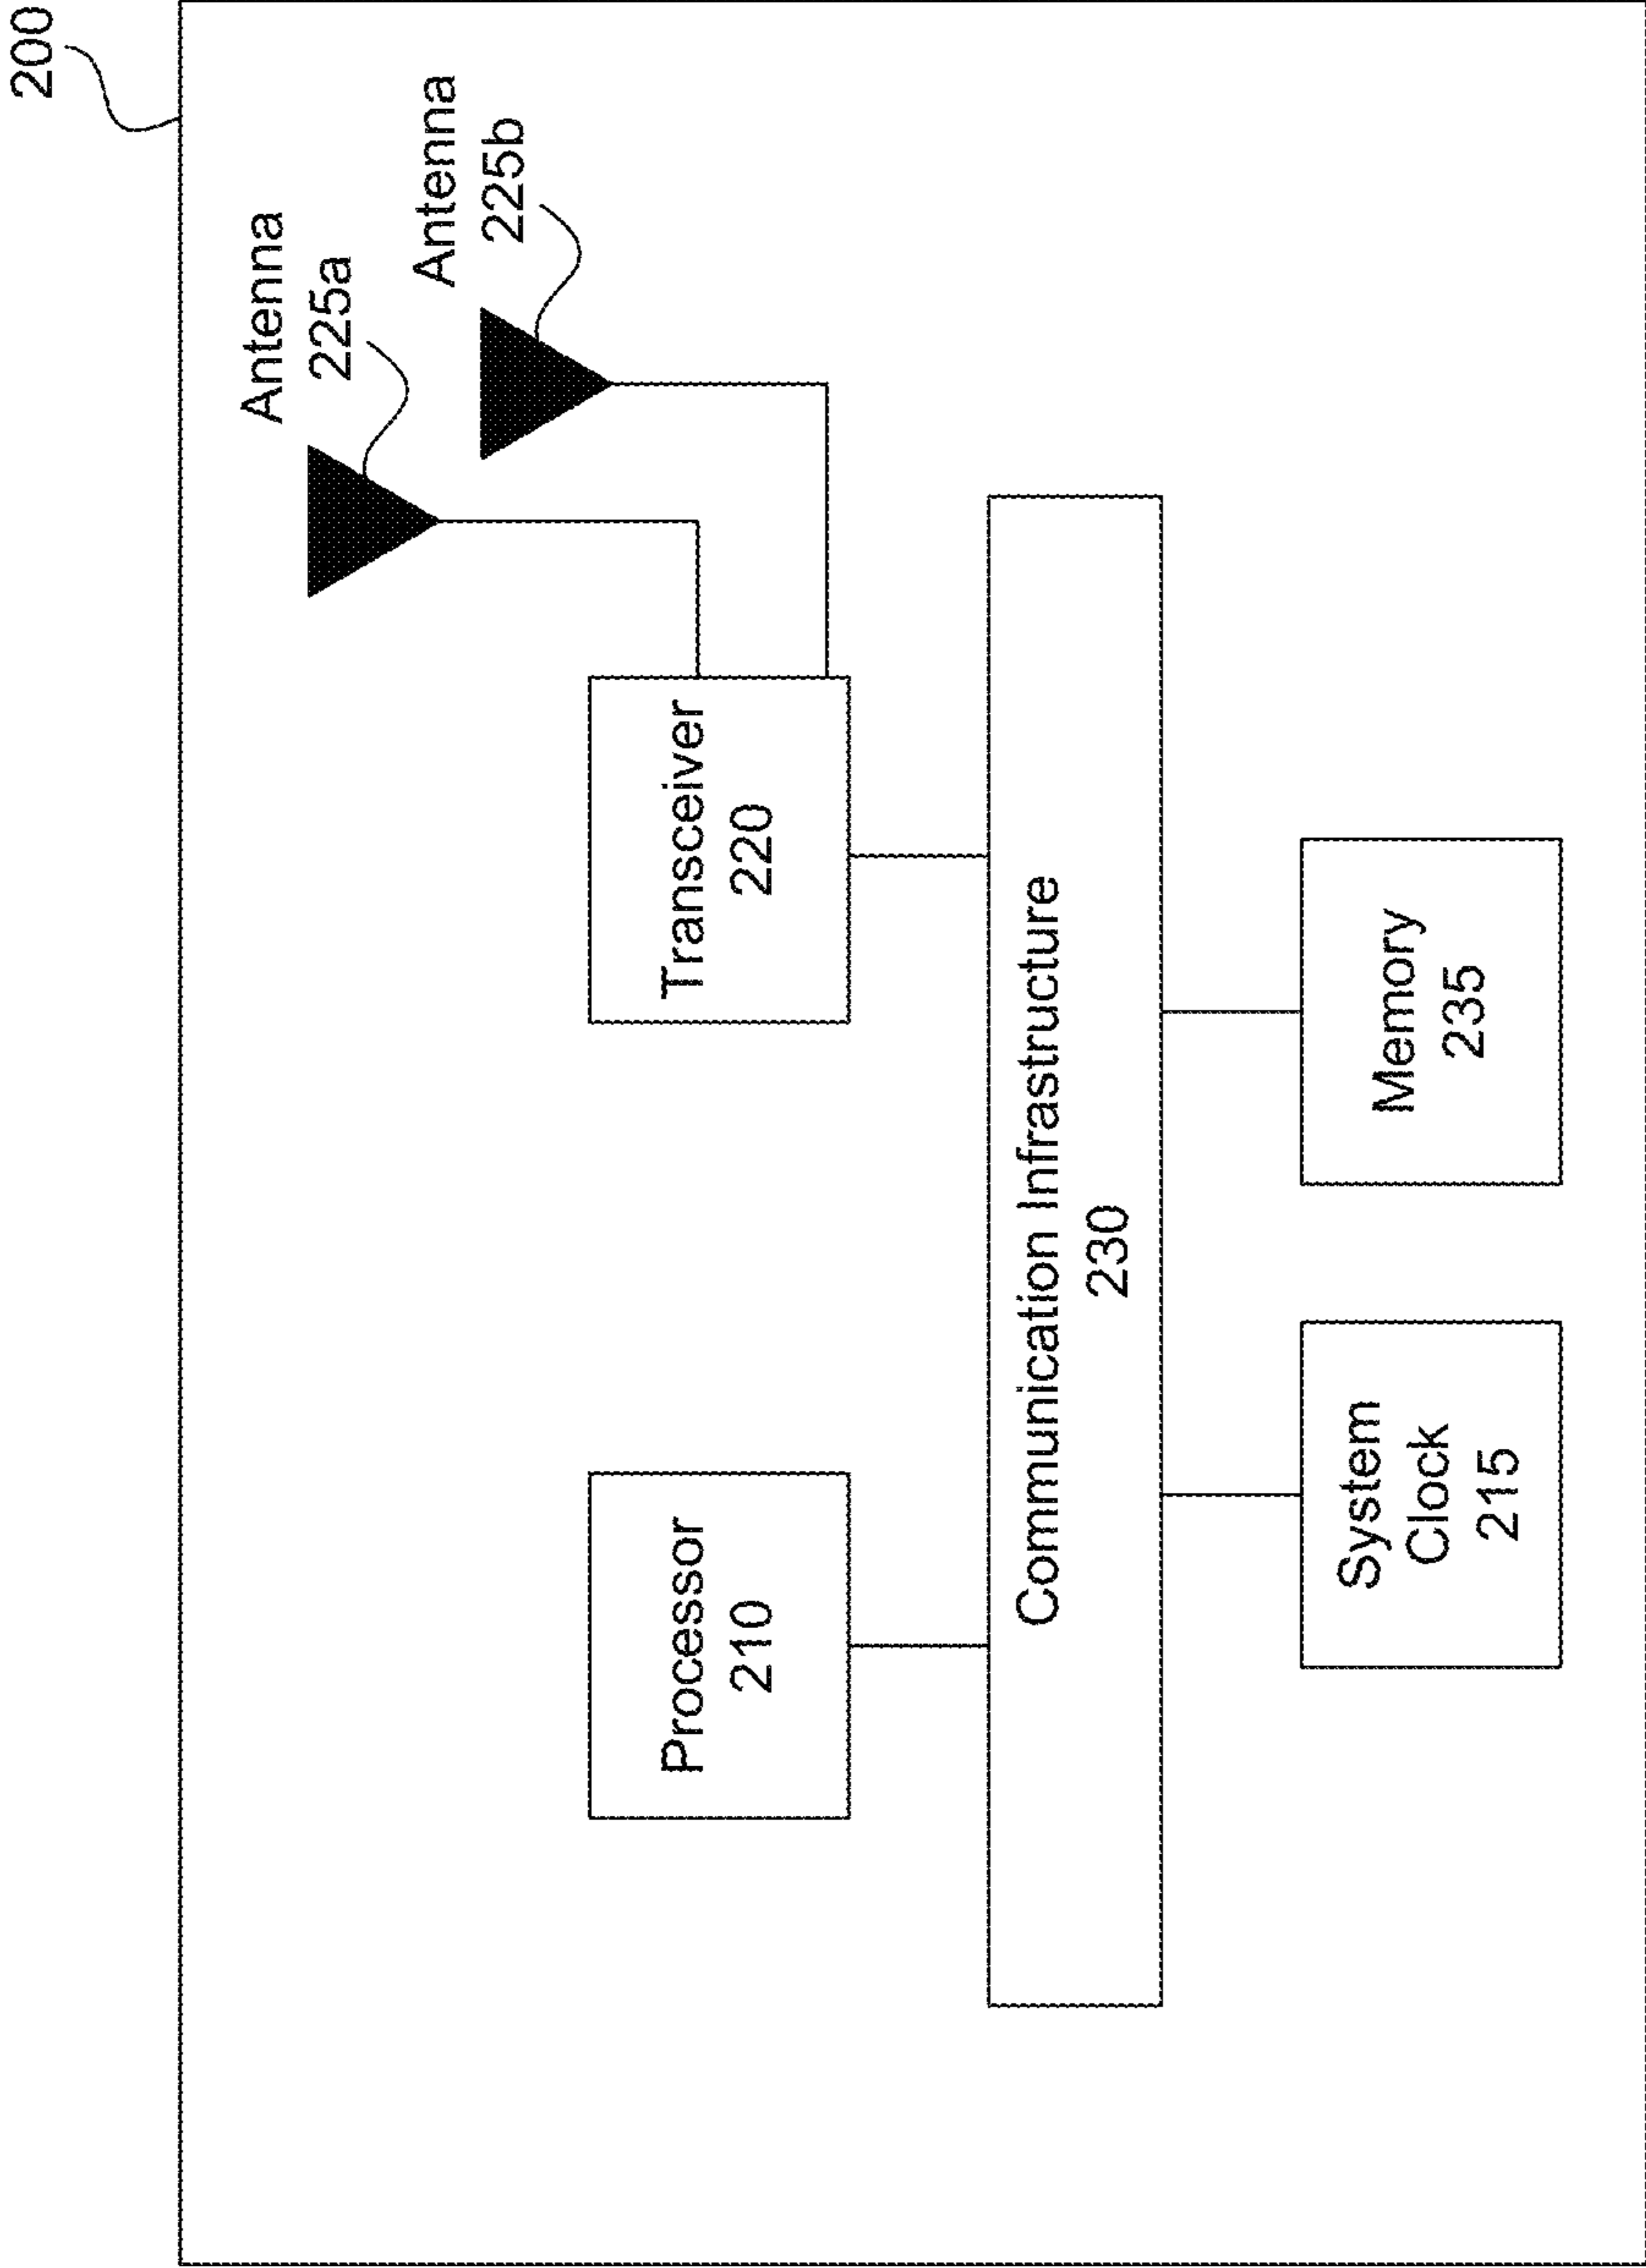 200
Antenna
225a
Antenna
225b
Transceiver
220
Processor
210
Communication Infrastructure
230
System
Clock
215
Memory
235